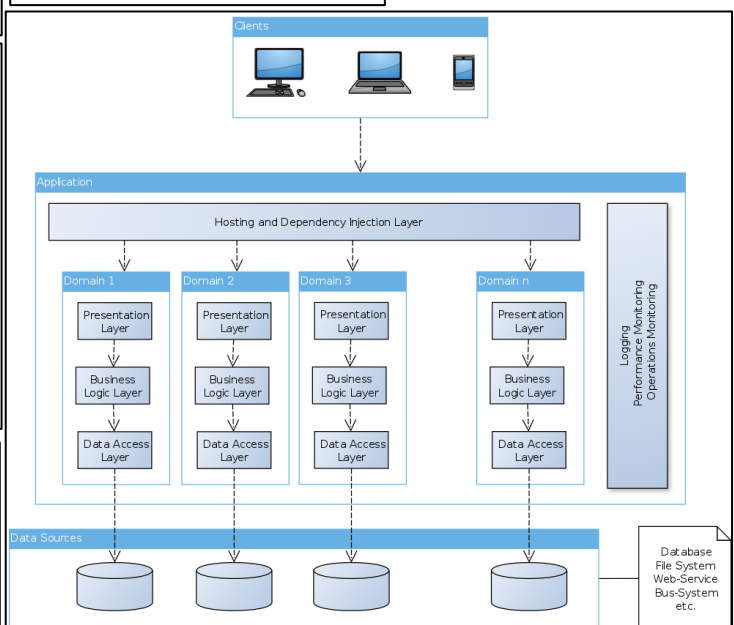 Clients
Application
Hosting and Dependency Injection Layer
Domain 1
Domain 2
Domain 3
Domain n
Presentation
Layer
Presentation
Layer
Presentation
Layer
Presentation
Layer
Business
Logic Layer
Business
Logic Layer
Business
Logic Layer
Business
Logic Layer
Data Access
Layer
Data Access
Layer
Data Access
Layer
Data Access
Layer
Logging
Performance Monitoring
Operations Monitoring
Data Sources
Database
File System
Web-Service
Bus-System
etc.